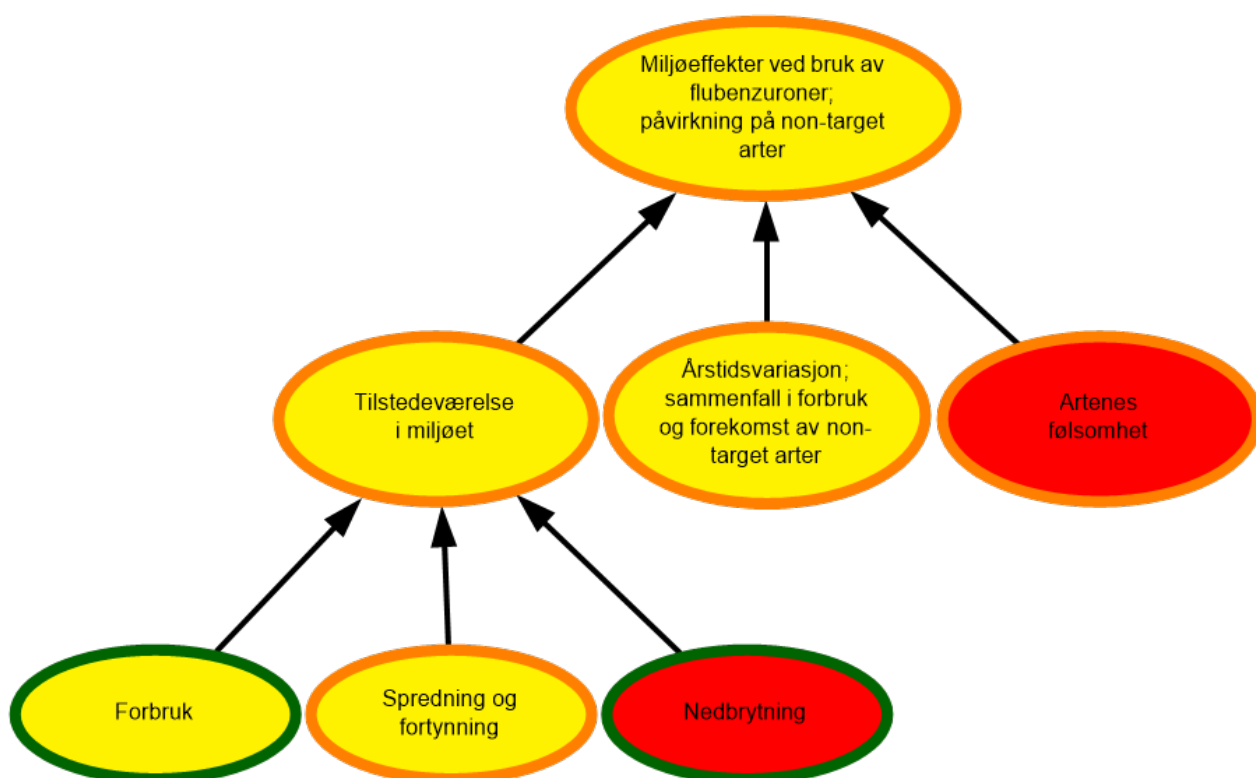 Miljøeffekter ved bruk av
flubenzuroner;
påvirkning på non-target
arter
Tilstedeværelse
i miljøet
Årstidsvariasjon;
sammenfall i forbruk
og forekomst av non-
target arter
Artenes
følsomhet
Forbruk
Spredning og
fortynning
Nedbrytning